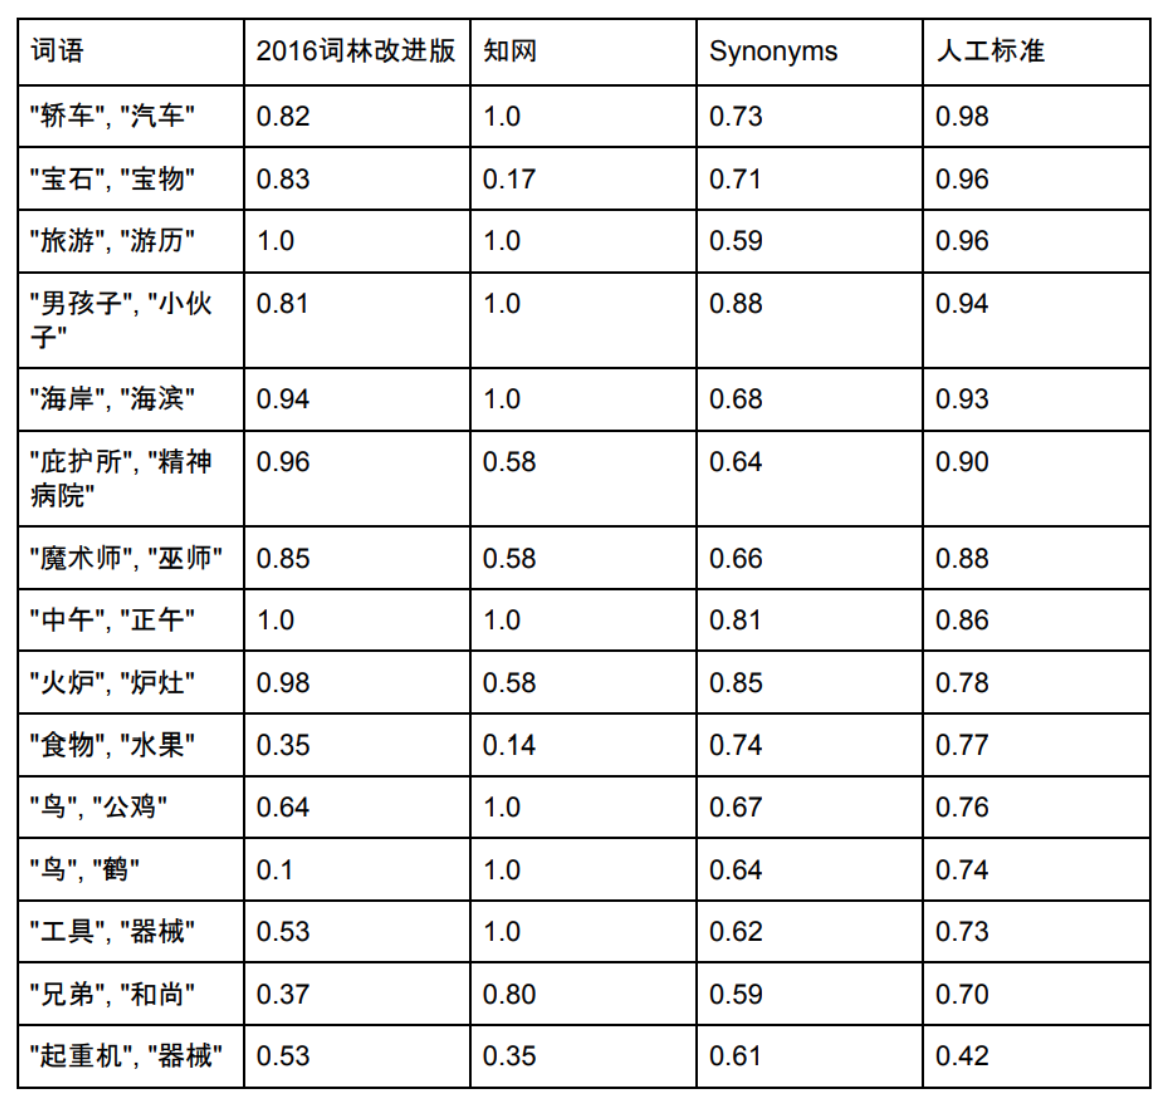 词语 2016词林改进版 知网 Synonyms 人工标准
"轿车", "汽车" 0.82 1.0 0.73 0.98
"宝石", "宝物" 0.83 0.17 0.71 0.96
"旅游", "游历" 1.0 1.0 0.59 0.96
"男孩子", "小伙 0.81 1.0 0.88 0.94
子"
"海岸", "海滨" 0.94 1.0 0.68 0.93
"庇护所", "精神 0.96 0.58 0.64 0.90
病院"
"魔术师", "巫师" 0.85 0.58 0.66 0.88
"中午", "正午" 1.0 1.0 0.81 0.86
"火炉", "炉灶" 0.98 0.58 0.85 0.78
"食物", "水果" 0.35 0.14 0.74 0.77
"鸟", "公鸡" 0.64 1.0 0.67 0.76
"鸟", "鹤" 0.1 1.0 0.64 0.74
"工具", "器械" 0.53 1.0 0.62 0.73
"兄弟", "和尚" 0.37 0.80 0.59 0.70
"起重机", "器械" 0.53 0.35 0.61 0.42